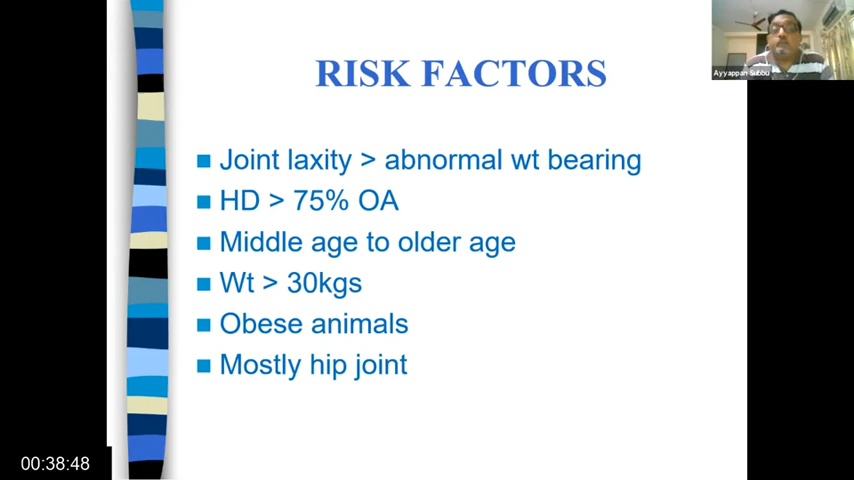 RISK FACTORS
Ayyappan Subbu
Joint laxity > abnormal wt bearing
HD > 75% OA
Middle age to older age
Wt > 30kgs
Obese animals
Mostly hip joint
00:38:48